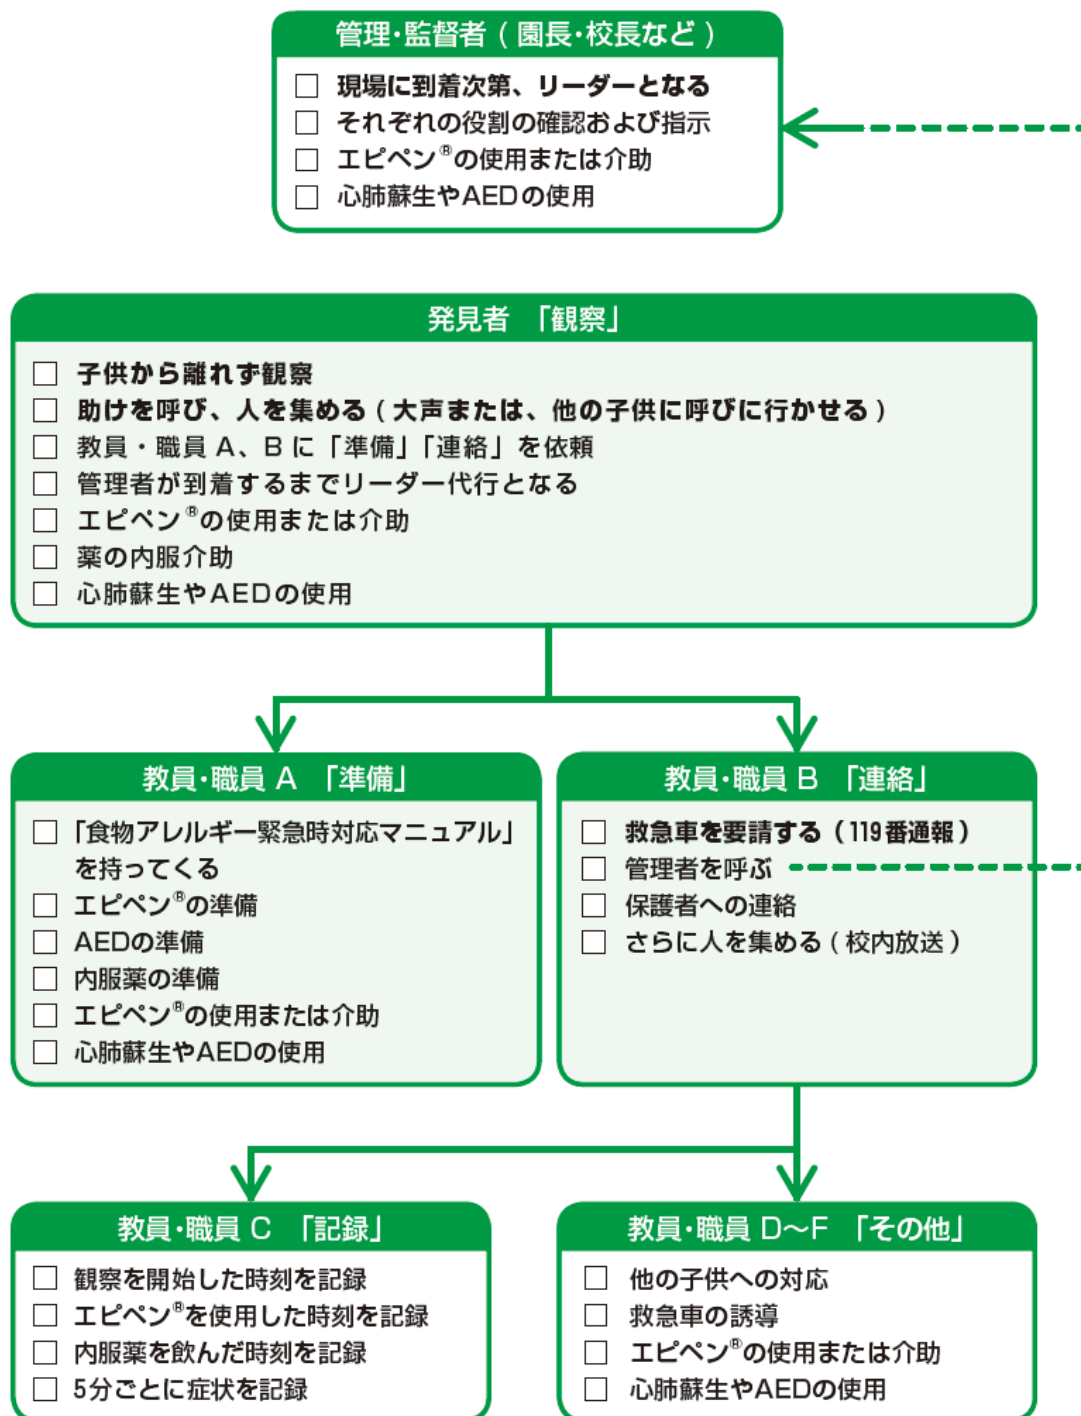 管理・監督者(園長・校長など)
□ 現場に到着次第、リーダーとなる
□ それぞれの役割の確認および指示
□ エピペン®の使用または介助
□ 心肺蘇生やAEDの使用
発見者 「観察」
□ 子供から離れず観察
□ 助けを呼び、人を集める(大声または、他の子供に呼びに行かせる)
□ 教員・職員 A、B に「準備」「連絡」を依頼
□ 管理者が到着するまでリーダー代行となる
□ エピペン®の使用または介助
□ 薬の内服介助
□ 心肺蘇生やAEDの使用
教員・職員 A 「準備」
□ 「食物アレルギー緊急時対応マニュアル」
を持ってくる
□ エピペン®の準備
□ AEDの準備
□ 内服薬の準備
□ エピペン®の使用または介助
□ 心肺蘇生やAEDの使用
教員・職員 B 「連絡」
□ 救急車を要請する(119番通報)
□ 管理者を呼ぶ
□ 保護者への連絡
□ さらに人を集める(校内放送)
教員・職員 C 「記録」
□ 観察を開始した時刻を記録
□ エピペン®を使用した時刻を記録
□ 内服薬を飲んだ時刻を記録
□ 5分ごとに症状を記録
教員・職員 D〜F 「その他」
□ 他の子供への対応
□ 救急車の誘導
□ エピペン®の使用または介助
□ 心肺蘇生やAEDの使用